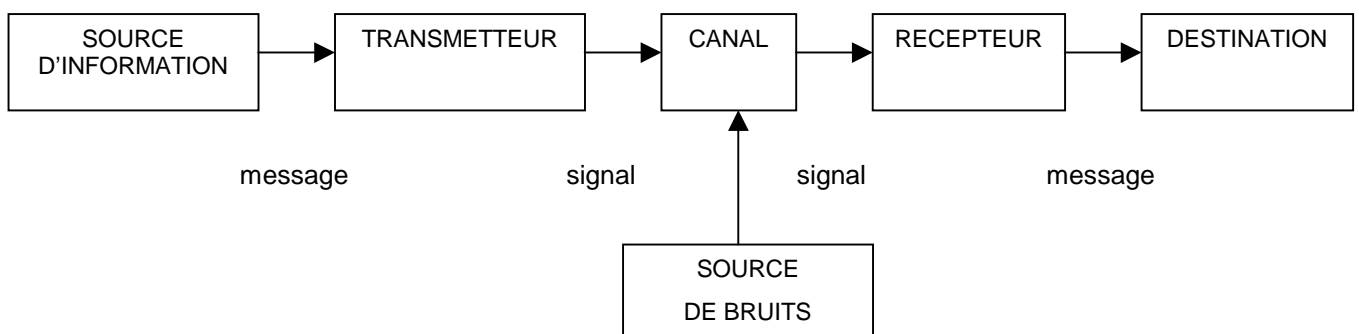 SOURCE
D'INFORMATION
TRANSMETTEUR
CANAL
RECEPTEUR
DESTINATION
message
signal
signal
message
SOURCE
DE BRUITS